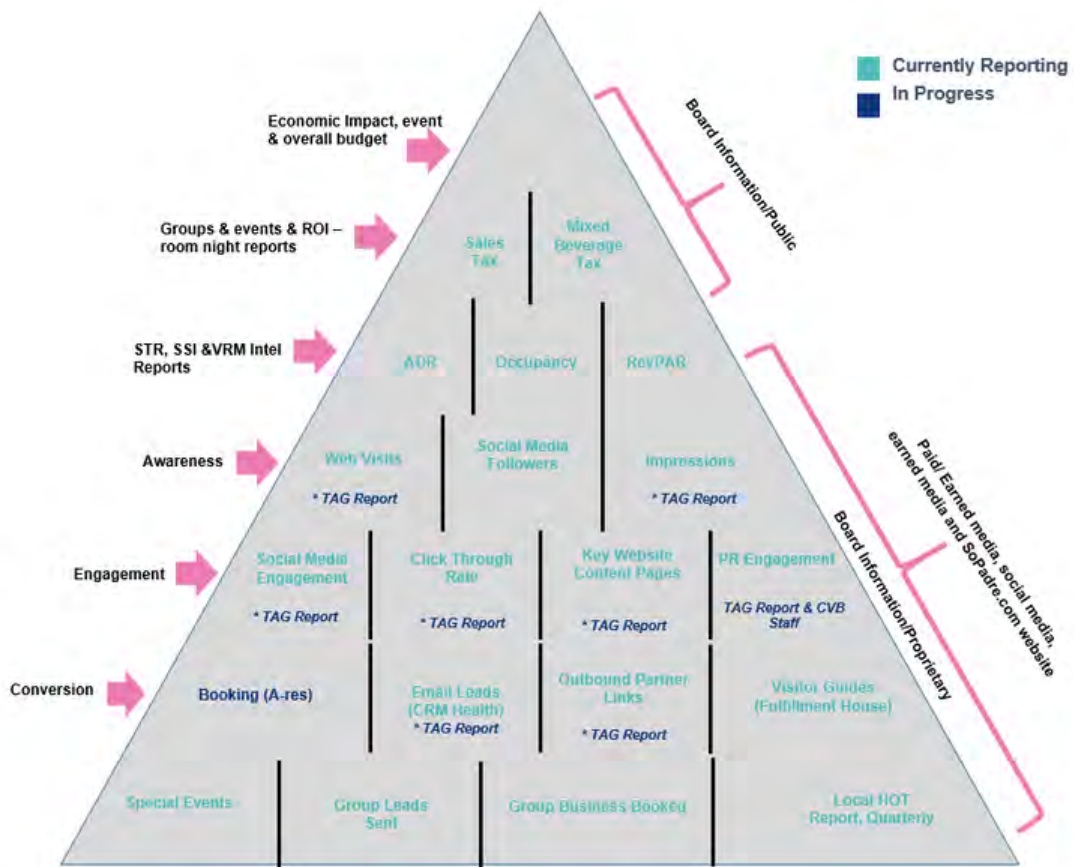 Currently Reporting
In Progress
Economic Impact, event
& overall budget
Board Information/Public
Groups & events & ROI –
room night reports
Sales
Tax
Mixed
Beverage
Tax
STR, SSI &VRM Intel
Reports
ADR
Occupancy
RevPAR
Paid/ Earned media, social media,
earned media and SoPadre.com website
Board Information/Proprietary
Awareness
Web Visits
* TAG Report
Social Media
Followers
Impressions
* TAG Report
Engagement
Social Media
Engagement
* TAG Report
Click Through
Rate
* TAG Report
Key Website
Content Pages
* TAG Report
PR Engagement
TAG Report & CVB
Staff
Conversion
Booking (A-res)
Email Leads
(CRM Health)
* TAG Report
Outbound Partner
Links
* TAG Report
Visitor Guides
(Fulfillment House)
Special Events
Group Leads
Sent
Group Business Booked
Local HOT
Report, Quarterly